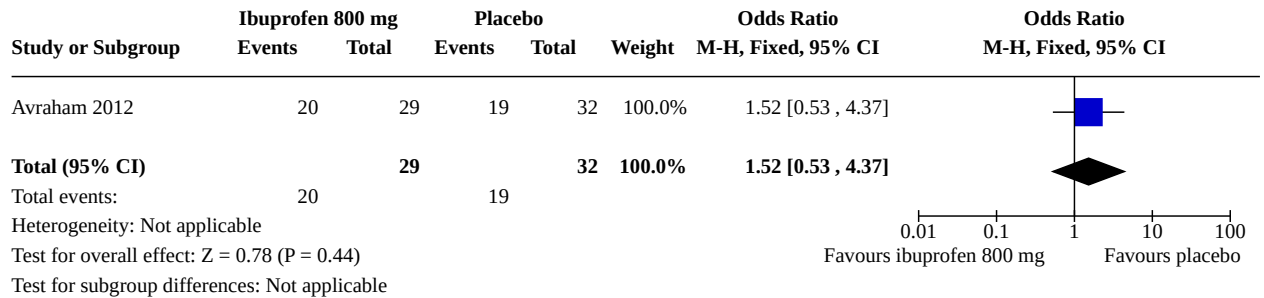 Ibuprofen 800 mg Placebo Odds Ratio Odds Ratio
Study or Subgroup Events Total Events Total Weight M-H, Fixed, 95% CI M-H, Fixed, 95% CI
Avraham 2012 20 29 19 32 100.0% 1.52 [0.53 , 4.37]
Total (95% CI) 29 32 100.0% 1.52 [0.53 , 4.37]
Total events: 20 19
Heterogeneity: Not applicable
0.01 0.1 1 10 100
Test for overall effect: Z = 0.78 (P = 0.44) Favours ibuprofen 800 mg Favours placebo
Test for subgroup differences: Not applicable